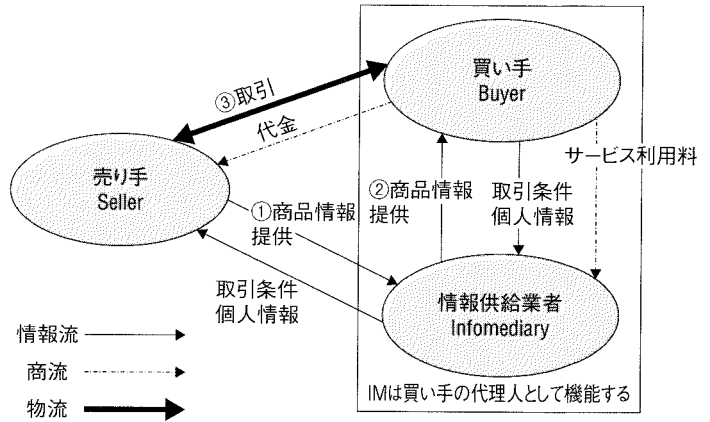 買い手
Buyer
③取引
代金
サービス利用料
売り手
Seller
①商品情報
提供
②商品情報
提供
取引条件
個人情報
取引条件
個人情報
情報供給業者
Infomediary
情報流
商流
物流
IMは買い手の代理人として機能する